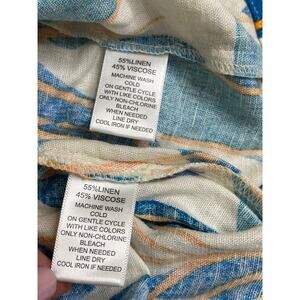 55%LINEN
45% VISCOSE
MACHINE WASH
COLD
ON GENTLE CYCLE
WITH LIKE COLORS
ONLY NON-CHLORINE
BLEACH
WHEN NEEDED
LINE DRY
COOL IRON IF NEEDED
55%LINEN
45% VISCOSE
MACHINE WASH
COLD
ON GENTLE CYCLE
WITH LIKE COLORS
ONLY NON-CHLORINE
BLEACH
WHEN NEEDED
LINE DRY
COOL IRON IF NEEDED